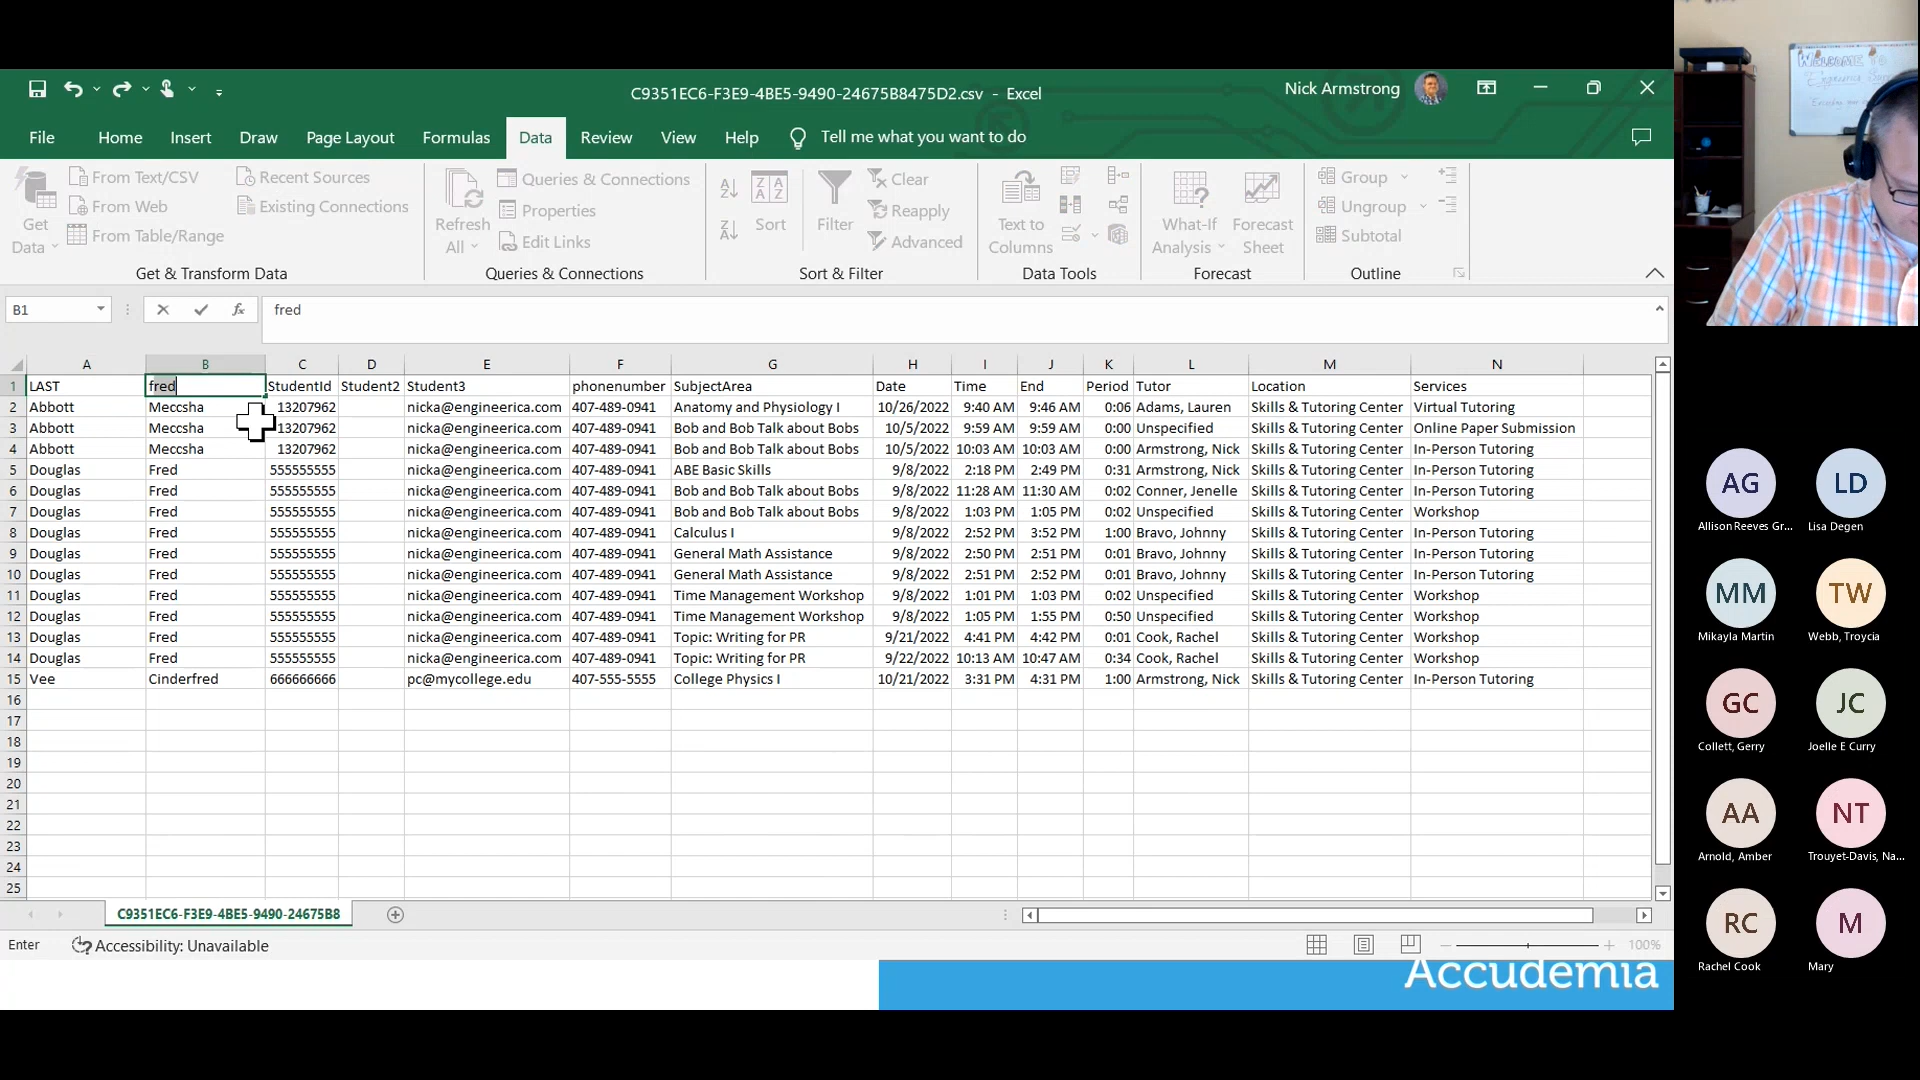 C9351EC6-F3E9-4BE5-9490-24675B8475D2.csv - Excel
Nick Armstrong
File Home Insert Draw Page Layout Formulas Data Review View Help Tell me what you want to do
Get Data
From Text/CSV
From Web
From Table/Range
Recent Sources
Existing Connections
Get & Transform Data
Refresh All
Queries & Connections
Properties
Edit Links
Queries & Connections
Sort
Filter
Clear
Reapply
Advanced
Sort & Filter
Text to Columns
Data Tools
What-If Analysis
Forecast Sheet
Forecast
Group
Ungroup
Subtotal
Outline
B1 fx fred
A B C D E F G H I J K L M N
1 LAST fred StudentId Student2 Student3 phonenumber SubjectArea Date Time End Period Tutor Location Services
2 Abbott Meccsha 13207962 nicka@engineerica.com 407-489-0941 Anatomy and Physiology I 10/26/2022 9:40 AM 9:46 AM 0:06 Adams, Lauren Skills & Tutoring Center Virtual Tutoring
3 Abbott Meccsha 13207962 nicka@engineerica.com 407-489-0941 Bob and Bob Talk about Bobs 10/5/2022 9:59 AM 9:59 AM 0:00 Unspecified Skills & Tutoring Center Online Paper Submission
4 Abbott Meccsha 13207962 nicka@engineerica.com 407-489-0941 Bob and Bob Talk about Bobs 10/5/2022 10:03 AM 10:03 AM 0:00 Armstrong, Nick Skills & Tutoring Center In-Person Tutoring
5 Douglas Fred 555555555 nicka@engineerica.com 407-489-0941 ABE Basic Skills 9/8/2022 2:18 PM 2:49 PM 0:31 Armstrong, Nick Skills & Tutoring Center In-Person Tutoring
6 Douglas Fred 555555555 nicka@engineerica.com 407-489-0941 Bob and Bob Talk about Bobs 9/8/2022 11:28 AM 11:30 AM 0:02 Conner, Jenelle Skills & Tutoring Center In-Person Tutoring
7 Douglas Fred 555555555 nicka@engineerica.com 407-489-0941 Bob and Bob Talk about Bobs 9/8/2022 1:03 PM 1:05 PM 0:02 Unspecified Skills & Tutoring Center Workshop
8 Douglas Fred 555555555 nicka@engineerica.com 407-489-0941 Calculus I 9/8/2022 2:52 PM 3:52 PM 1:00 Bravo, Johnny Skills & Tutoring Center In-Person Tutoring
9 Douglas Fred 555555555 nicka@engineerica.com 407-489-0941 General Math Assistance 9/8/2022 2:50 PM 2:51 PM 0:01 Bravo, Johnny Skills & Tutoring Center In-Person Tutoring
10 Douglas Fred 555555555 nicka@engineerica.com 407-489-0941 General Math Assistance 9/8/2022 2:51 PM 2:52 PM 0:01 Bravo, Johnny Skills & Tutoring Center In-Person Tutoring
11 Douglas Fred 555555555 nicka@engineerica.com 407-489-0941 Time Management Workshop 9/8/2022 1:01 PM 1:03 PM 0:02 Unspecified Skills & Tutoring Center Workshop
12 Douglas Fred 555555555 nicka@engineerica.com 407-489-0941 Time Management Workshop 9/8/2022 1:05 PM 1:55 PM 0:50 Unspecified Skills & Tutoring Center Workshop
13 Douglas Fred 555555555 nicka@engineerica.com 407-489-0941 Topic: Writing for PR 9/21/2022 4:41 PM 4:42 PM 0:01 Cook, Rachel Skills & Tutoring Center Workshop
14 Douglas Fred 555555555 nicka@engineerica.com 407-489-0941 Topic: Writing for PR 9/22/2022 10:13 AM 10:47 AM 0:34 Cook, Rachel Skills & Tutoring Center Workshop
15 Vee Cinderfred 666666666 pc@mycollege.edu 407-555-5555 College Physics I 10/21/2022 3:31 PM 4:31 PM 1:00 Armstrong, Nick Skills & Tutoring Center In-Person Tutoring
16
17
18
19
20
21
22
23
24
25
C9351EC6-F3E9-4BE5-9490-24675B8
Enter Accessibility: Unavailable 100%
Accudemia
WELCOME TO
AG LD
Allison Reeves Gr... Lisa Degen
MM TW
Mikayla Martin Webb, Troycia
GC JC
Collett, Gerry Joelle E Curry
AA NT
Arnold, Amber Trouyet-Davis, Na...
RC M
Rachel Cook Mary